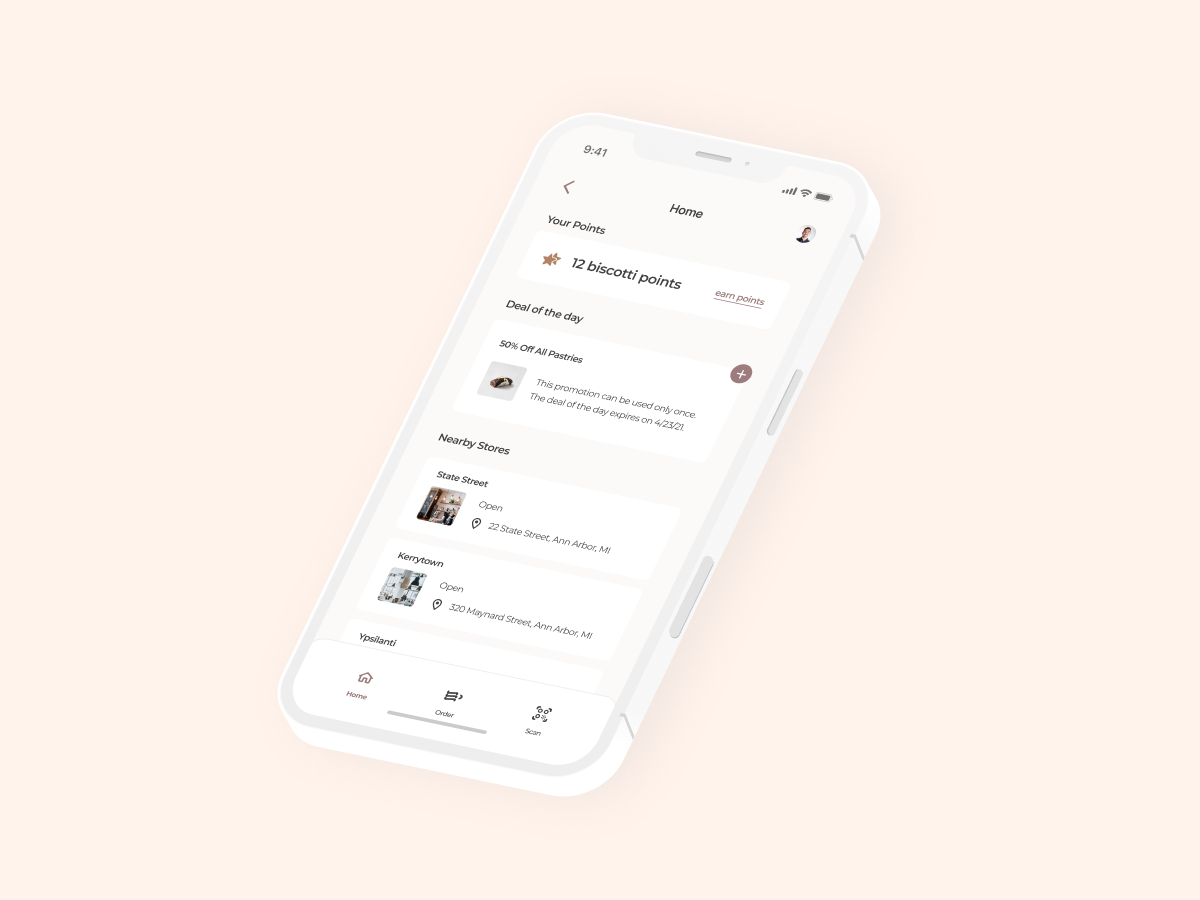 9:41
Home
Your Points
12 biscotti points
earn points
Deal of the day
50% Off All Pastries
This promotion can be used only once.
The deal of the day expires on 4/23/21.
Nearby Stores
State Street
Open
22 State Street, Ann Arbor, MI
Kerrytown
Open
320 Maynard Street, Ann Arbor, MI
Ypsilanti
Home
Order
Scan